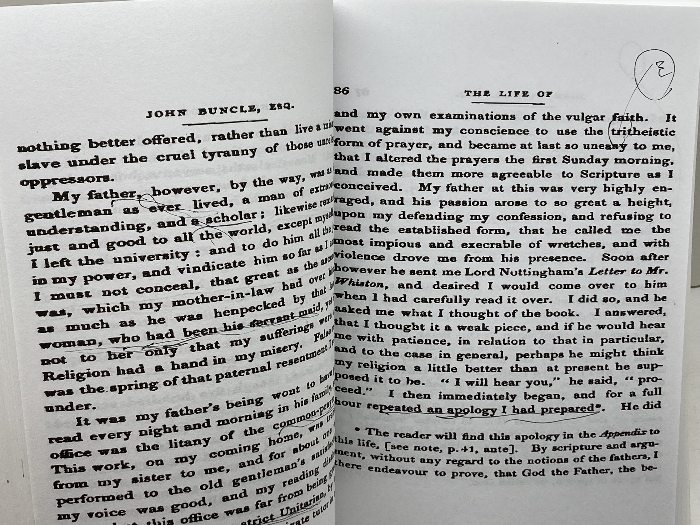 JOHN BUNCLE, ESQ.
nothing better offered, rather than live a
slave under the cruel tyranny of those
oppressors.
My father, however, by the way, was
gentleman as ever lived, a man of
understanding, and a scholar; likewise
just and good to all the world, except
I left the university: and to do him all the
in my power, and vindicate him so far as I
I must not conceal, that great as the
was, which my mother-in-law had over
as much as he was henpecked by that
woman, who had been his servant maid,
not to her only that my sufferings were
Religion had a hand in my misery. False
was the spring of that paternal resentment I
under.
It was my father's being wont to have
read every night and morning in his family,
office was the litany of the common-
This work, on my coming home, was
from my sister to me, and for about one
performed to the old gentleman's
my voice was good, and my reading
this office was far from being
strict Unitarian,
tutor
86
THE LIFE OF
and my own examinations of the vulgar faith. It
went against my conscience to use the tritheistic
form of prayer, and became at last so uneasy to me,
that I altered the prayers the first Sunday morning,
and made them more agreeable to Scripture as I
conceived. My father at this was very highly en-
raged, and his passion arose to so great a height,
upon my defending my confession, and refusing to
read the established form, that he called me the
most impious and execrable of wretches, and with
violence drove me from his presence. Soon after
however he sent me Lord Nottingham's Letter to Mr.
Whiston, and desired I would come over to him
when I had carefully read it over. I did so, and he
asked me what I thought of the book. I answered,
that I thought it a weak piece, and if he would hear
me with patience, in relation to that in particular,
and to the case in general, perhaps he might think
my religion a little better than at present he sup-
posed it to be. " I will hear you," he said, " pro-
ceed." I then immediately began, and for a full
hour repeated an apology I had prepared*. He did
* The reader will find this apology in the Appendix to
this life, [see note, p. 41, ante]. By scripture and argu-
ment, without any regard to the notions of the fathers, I
there endeavour to prove, that God the Father, the be-